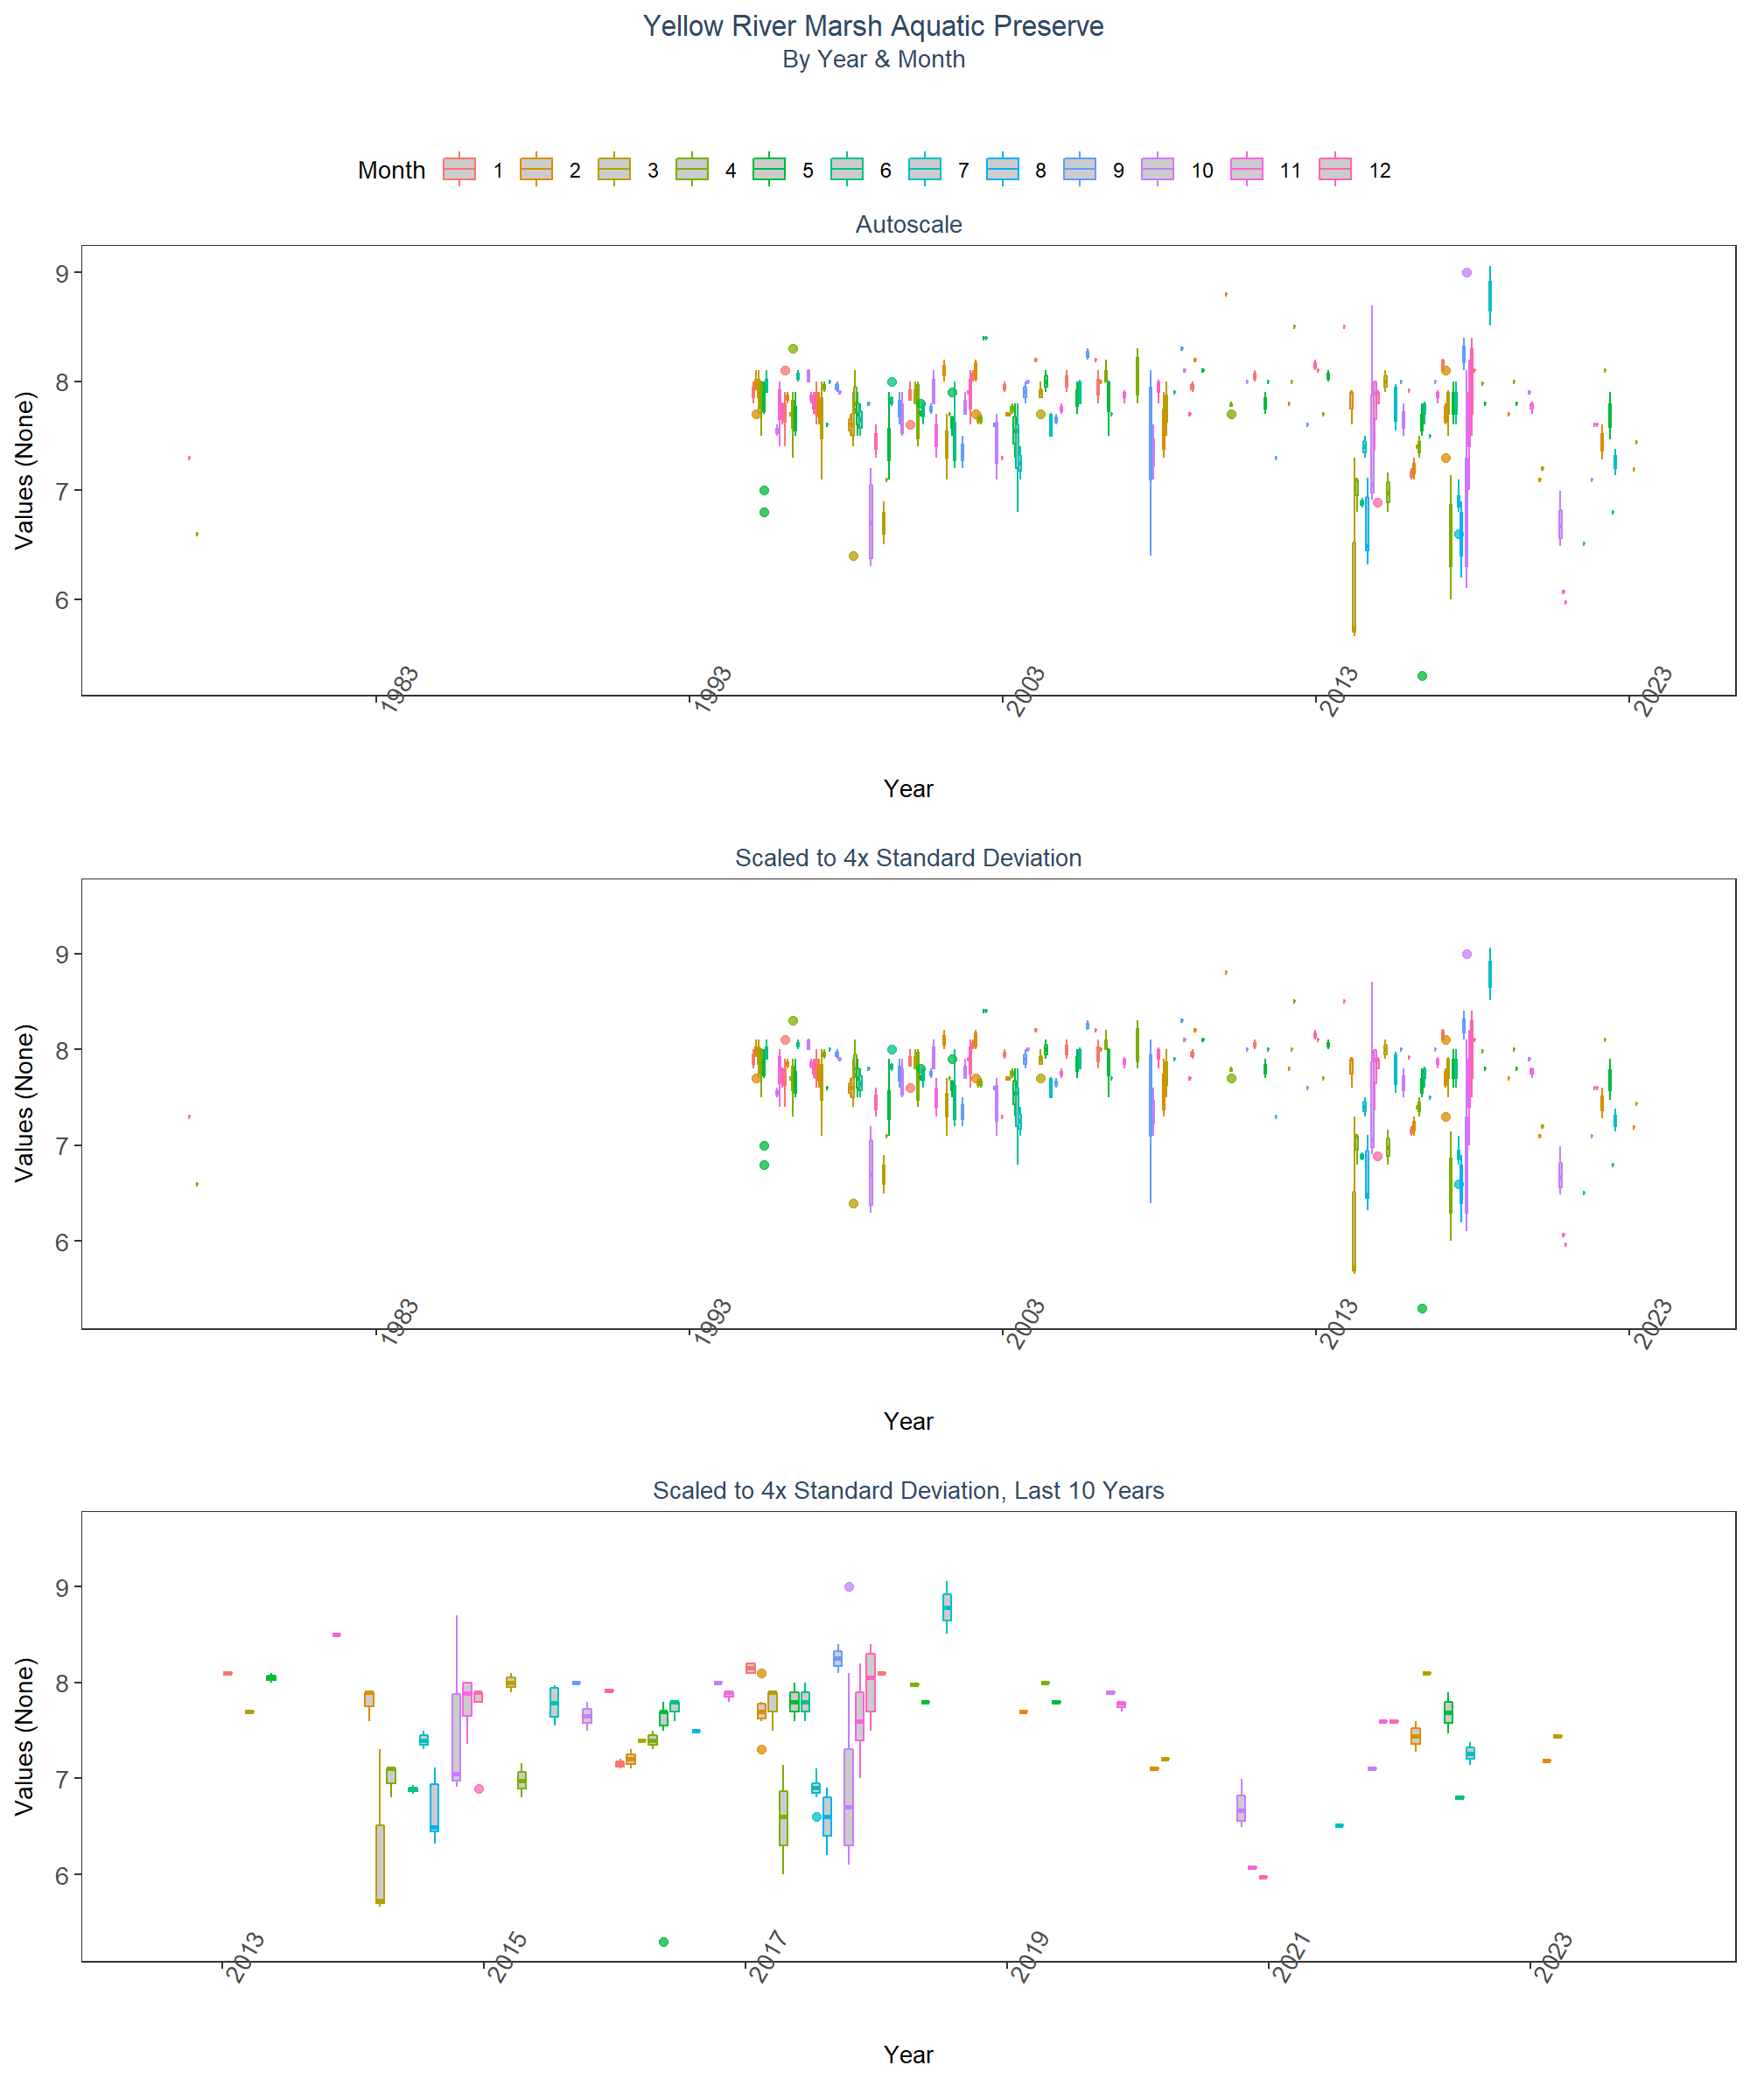 Yellow River Marsh Aquatic Preserve
By Year & Month
Month 1 2 3 4 5 6 7 8 9 10 11 12
Autoscale
Values (None)
9
8
7
6
1983 1993 2003 2013 2023
Year
Scaled to 4x Standard Deviation
Values (None)
9
8
7
6
1983 1993 2003 2013 2023
Year
Scaled to 4x Standard Deviation, Last 10 Years
Values (None)
9
8
7
6
2013 2015 2017 2019 2021 2023
Year